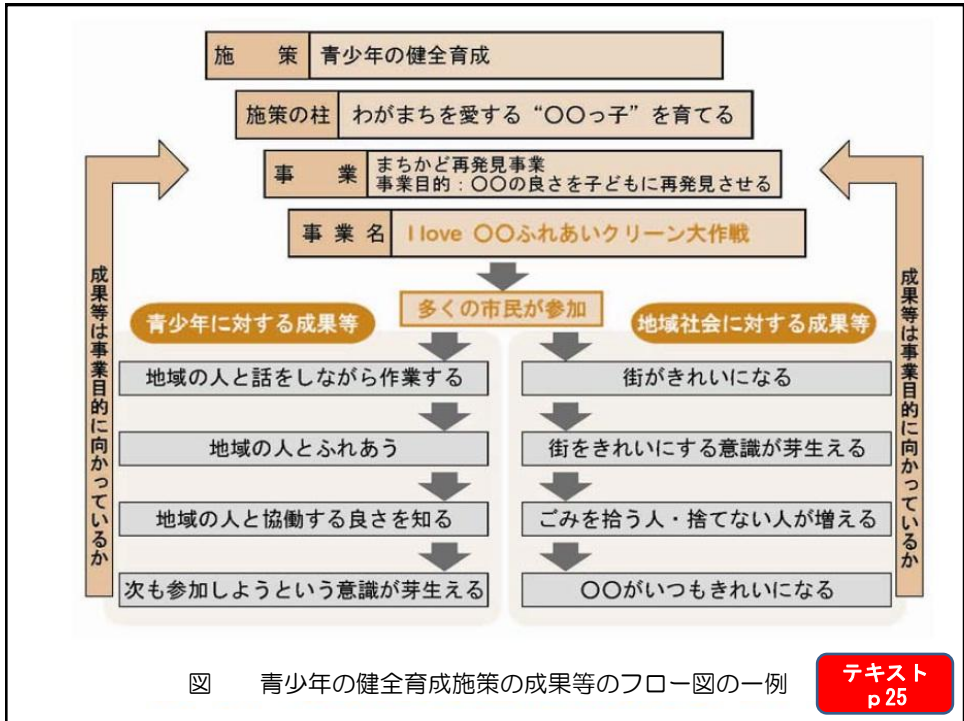 施策 青少年の健全育成
施策の柱 わがまちを愛する“〇〇っ子”を育てる
事業 まちかど再発見事業
事業目的：〇〇の良さを子どもに再発見させる
事業名 I love 〇〇ふれあいクリーン大作戦
多くの市民が参加
青少年に対する成果等
地域の人と話をしながら作業する
地域の人とふれあう
地域の人と協働する良さを知る
次も参加しようという意識が芽生える
地域社会に対する成果等
街がきれいになる
街をきれいにする意識が芽生える
ごみを拾う人・捨てない人が増える
〇〇がいつもきれいになる
成果等は事業目的に向かっているか
成果等は事業目的に向かっているか
図 青少年の健全育成施策の成果等のフロー図の一例
テキスト
p25